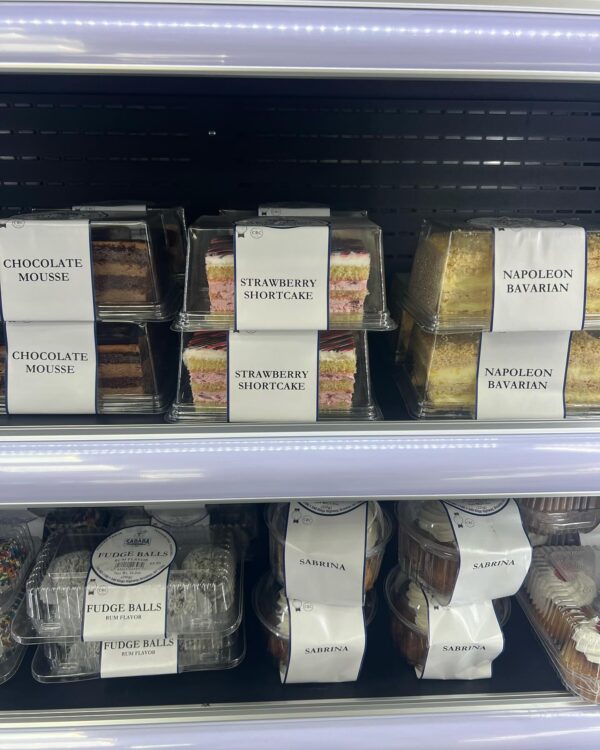 CHOCOLATE
MOUSSE
CBC
STRAWBERRY
SHORTCAKE
NAPOLEON
BAVARIAN
CHOCOLATE
MOUSSE
STRAWBERRY
SHORTCAKE
NAPOLEON
BAVARIAN
FUDGE BALLS
FUDGE BALLS
RUM FLAVOR
FUDGE BALLS
RUM FLAVOR
SABRINA
SABRINA
SABRINA
SABRINA